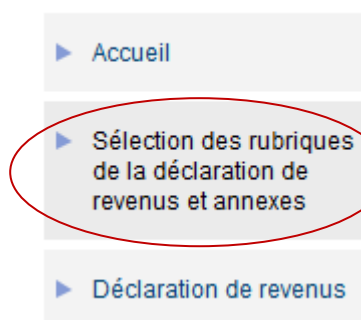 Accueil
Sélection des rubriques
de la déclaration de
revenus et annexes
Déclaration de revenus